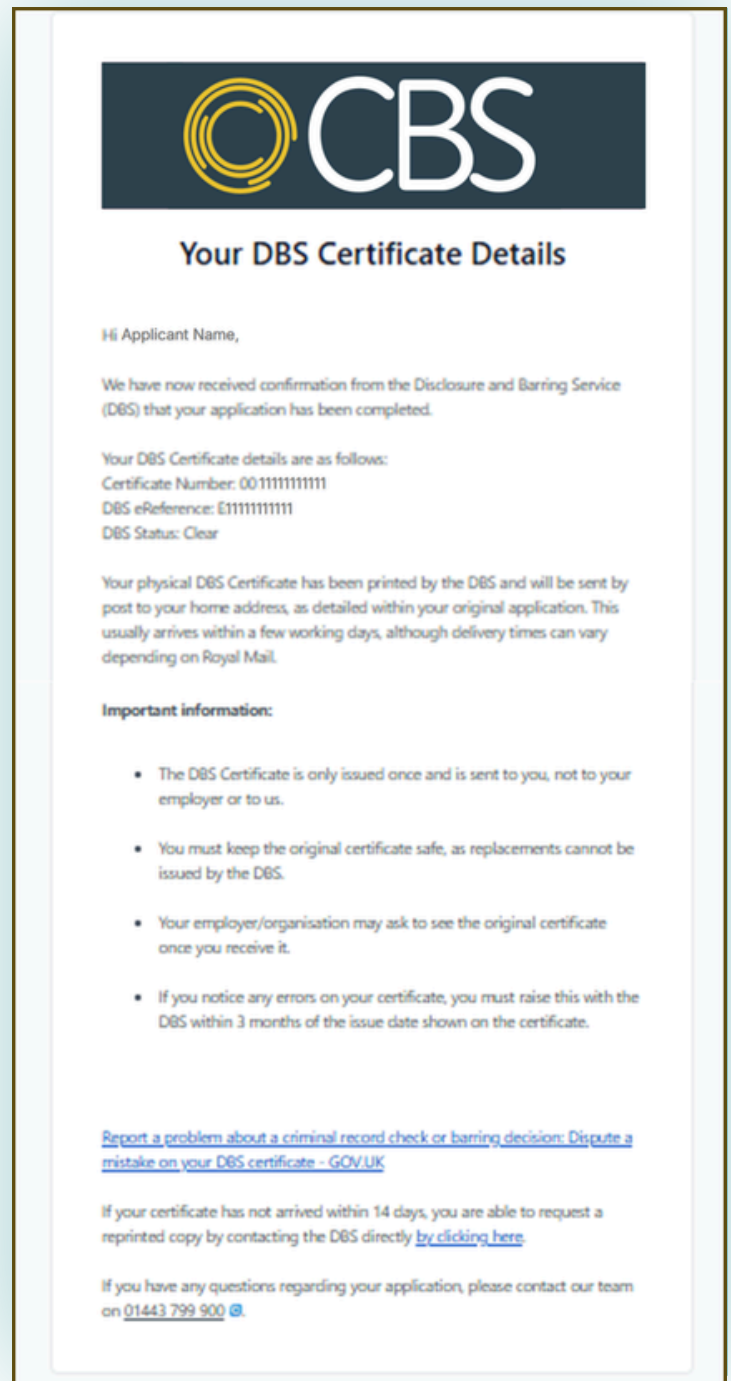 CBS
Your DBS Certificate Details
Hi Applicant Name,
We have now received confirmation from the Disclosure and Barring Service
(DBS) that your application has been completed.
Your DBS Certificate details are as follows:
Certificate Number: 0011111111111
DBS eReference: E11111111111
DBS Status: Clear
Your physical DBS Certificate has been printed by the DBS and will be sent by
post to your home address, as detailed within your original application. This
usually arrives within a few working days, although delivery times can vary
depending on Royal Mail.
Important information:
• The DBS Certificate is only issued once and is sent to you, not to your
employer or to us.
• You must keep the original certificate safe, as replacements cannot be
issued by the DBS.
• Your employer/organisation may ask to see the original certificate
once you receive it.
• If you notice any errors on your certificate, you must raise this with the
DBS within 3 months of the issue date shown on the certificate.
Report a problem about a criminal record check or barring decision: Dispute a
mistake on your DBS certificate - GOV.UK
If your certificate has not arrived within 14 days, you are able to request a
reprinted copy by contacting the DBS directly by clicking here.
If you have any questions regarding your application, please contact our team
on 01443 799 900.